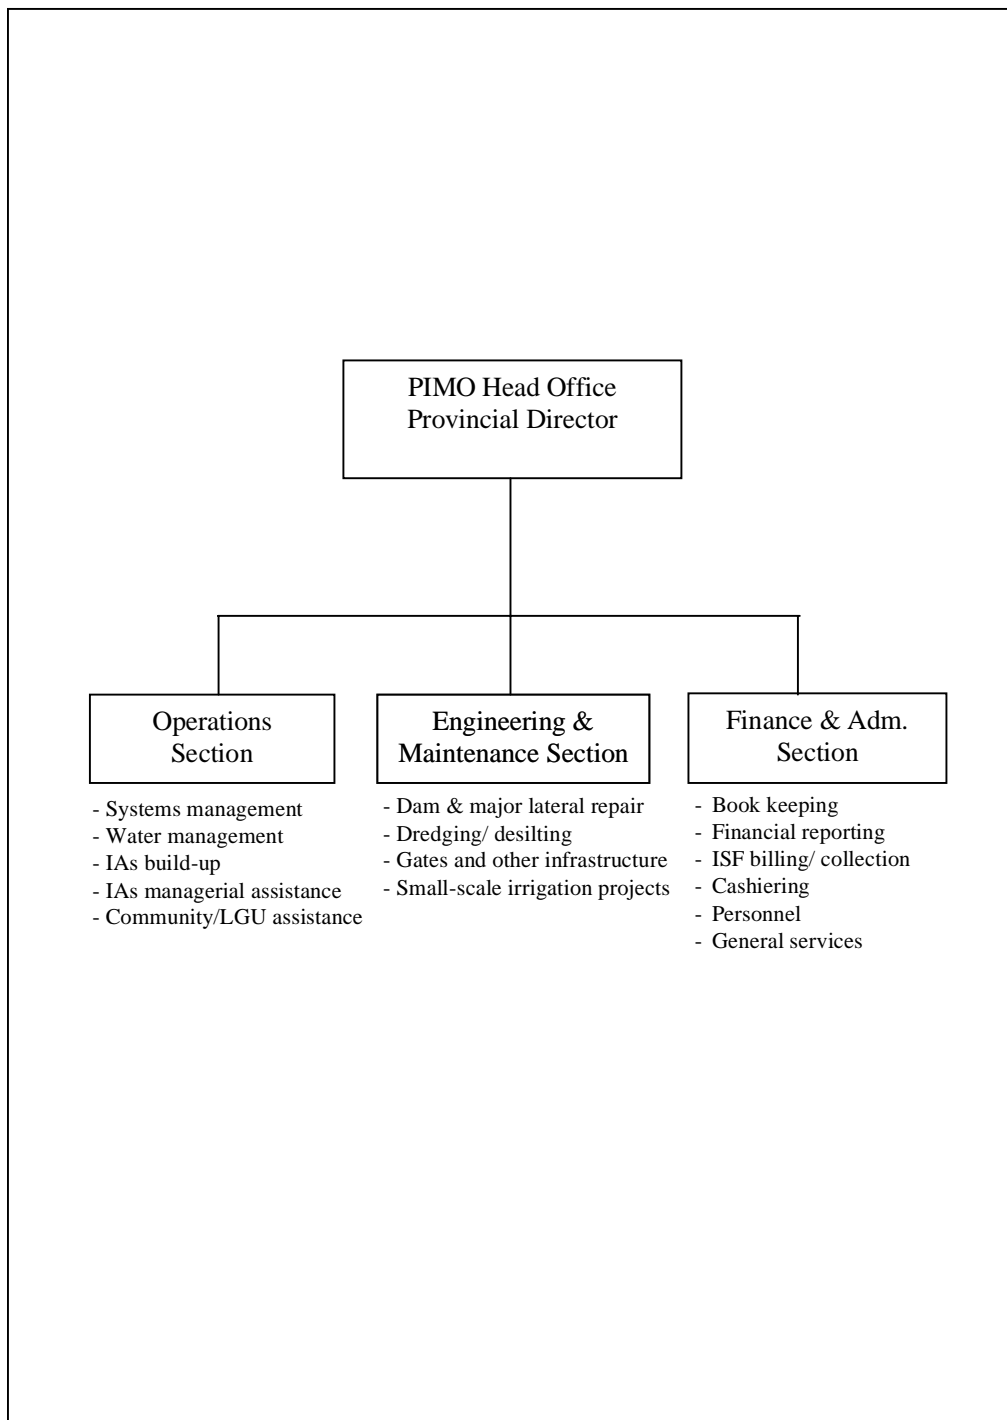 PIMO Head Office
Provincial Director
Operations
Section
- Systems management
- Water management
- IAs build-up
- IAs managerial assistance
- Community/LGU assistance
Engineering &
Maintenance Section
- Dam & major lateral repair
- Dredging/ desilting
- Gates and other infrastructure
- Small-scale irrigation projects
Finance & Adm.
Section
- Book keeping
- Financial reporting
- ISF billing/ collection
- Cashiering
- Personnel
- General services